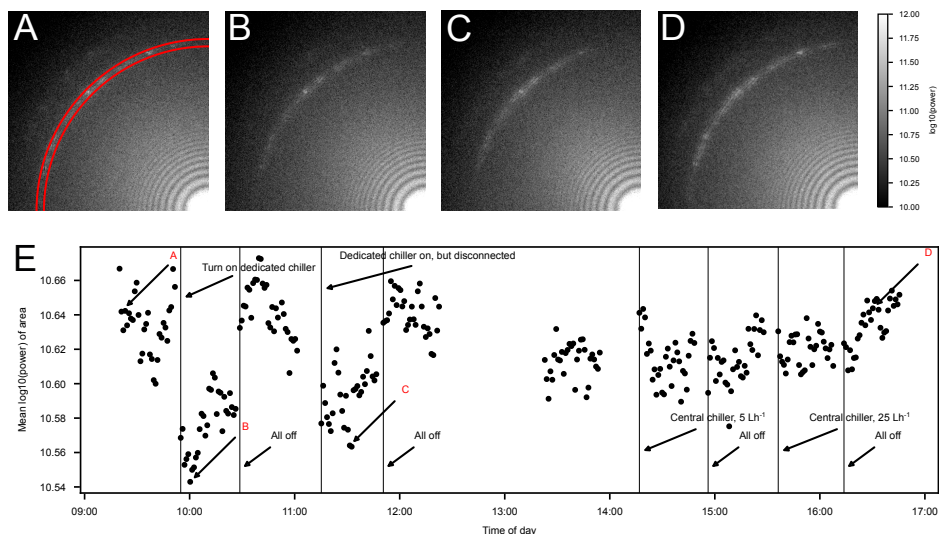 A
B
C
D
12.00
11.75
11.50
11.25
11.00
10.75
10.50
10.25
10.00
log10(power)
E
A
Turn on dedicated chiller
Dedicated chiller on, but disconnected
D
B
All off
C
All off
Central chiller, 5 Lh⁻¹
All off
Central chiller, 25 Lh⁻¹
All off
10.66
10.64
10.62
10.60
10.58
10.56
10.54
Mean log10(power) of area
09:00
10:00
11:00
12:00
13:00
14:00
15:00
16:00
17:00
Time of day